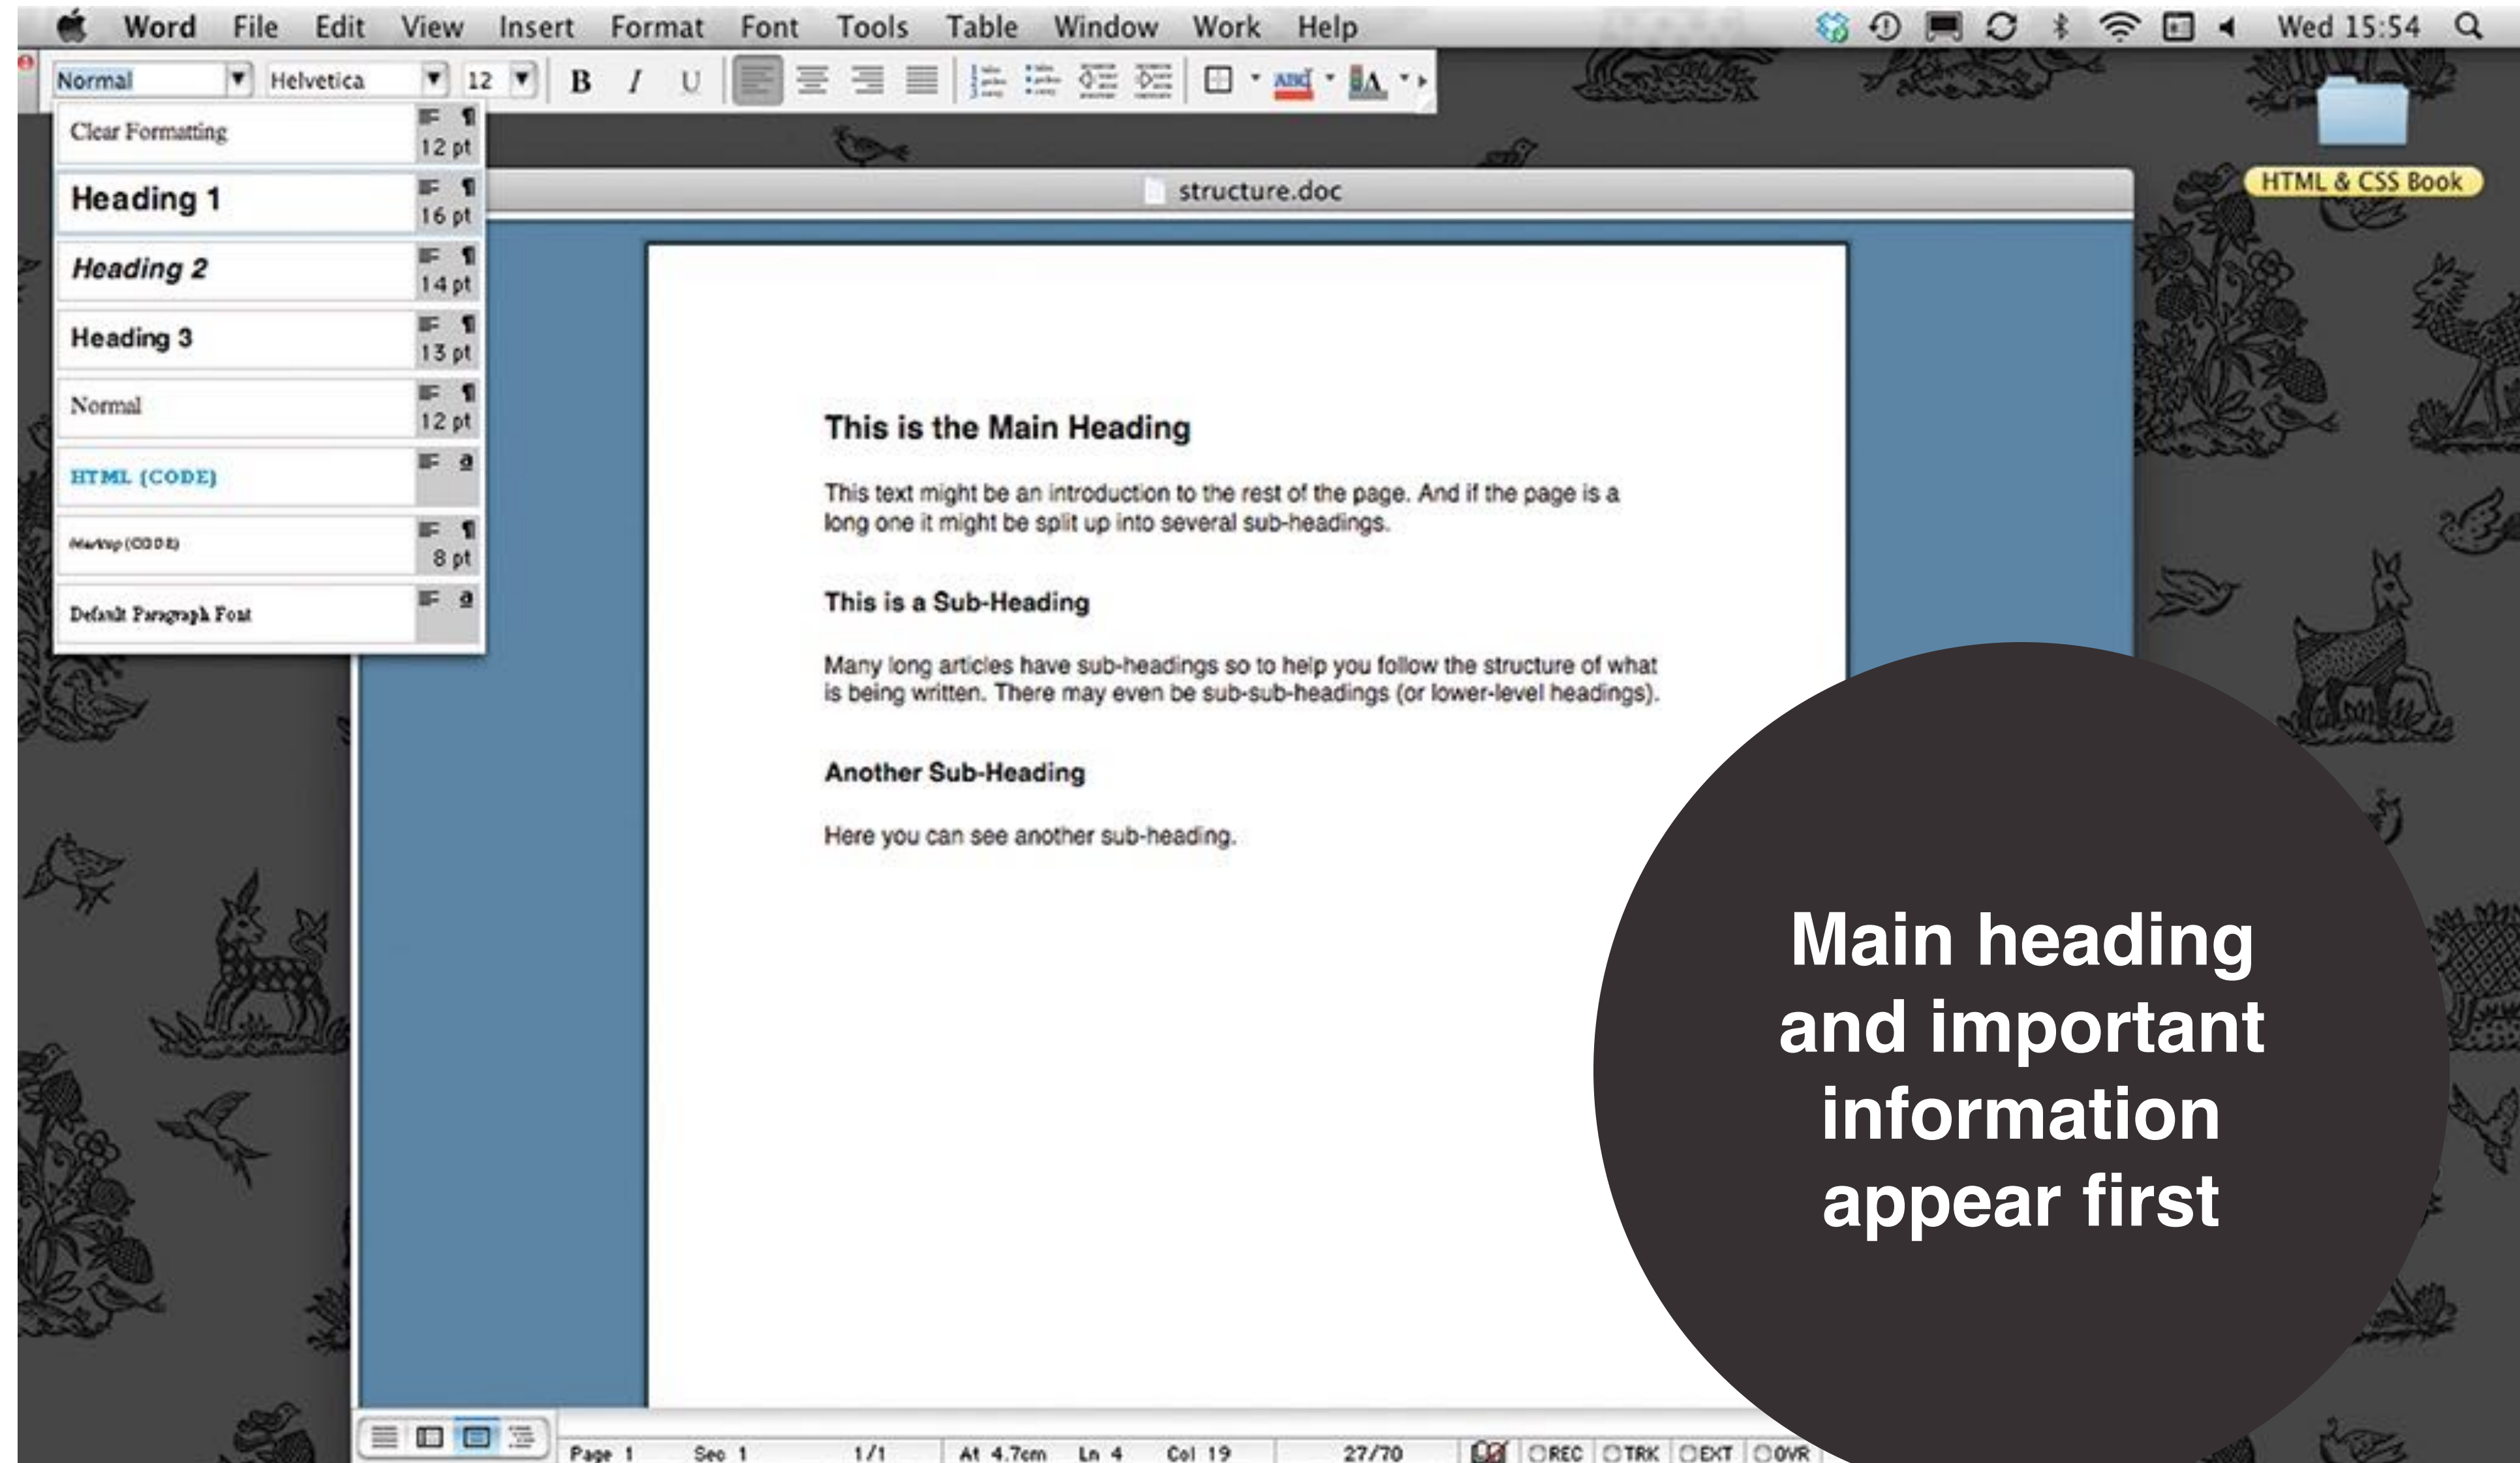 Word File Edit View Insert Format Font Tools Table Window Work Help Wed 15:54
Normal Helvetica 12 B I U ABC A
HTML & CSS Book
Clear Formatting 12 pt
Heading 1 16 pt
Heading 2 14 pt
Heading 3 13 pt
Normal 12 pt
HTML (CODE) a
Markup (CODE) 8 pt
Default Paragraph Font a
structure.doc
This is the Main Heading
This text might be an introduction to the rest of the page. And if the page is a
long one it might be split up into several sub-headings.
This is a Sub-Heading
Many long articles have sub-headings so to help you follow the structure of what
is being written. There may even be sub-sub-headings (or lower-level headings).
Another Sub-Heading
Here you can see another sub-heading.
Main heading
and important
information
appear first
Page 1 Sec 1 1/1 At 4.7cm Ln 4 Col 19 27/70 REC TRK EXT OVR